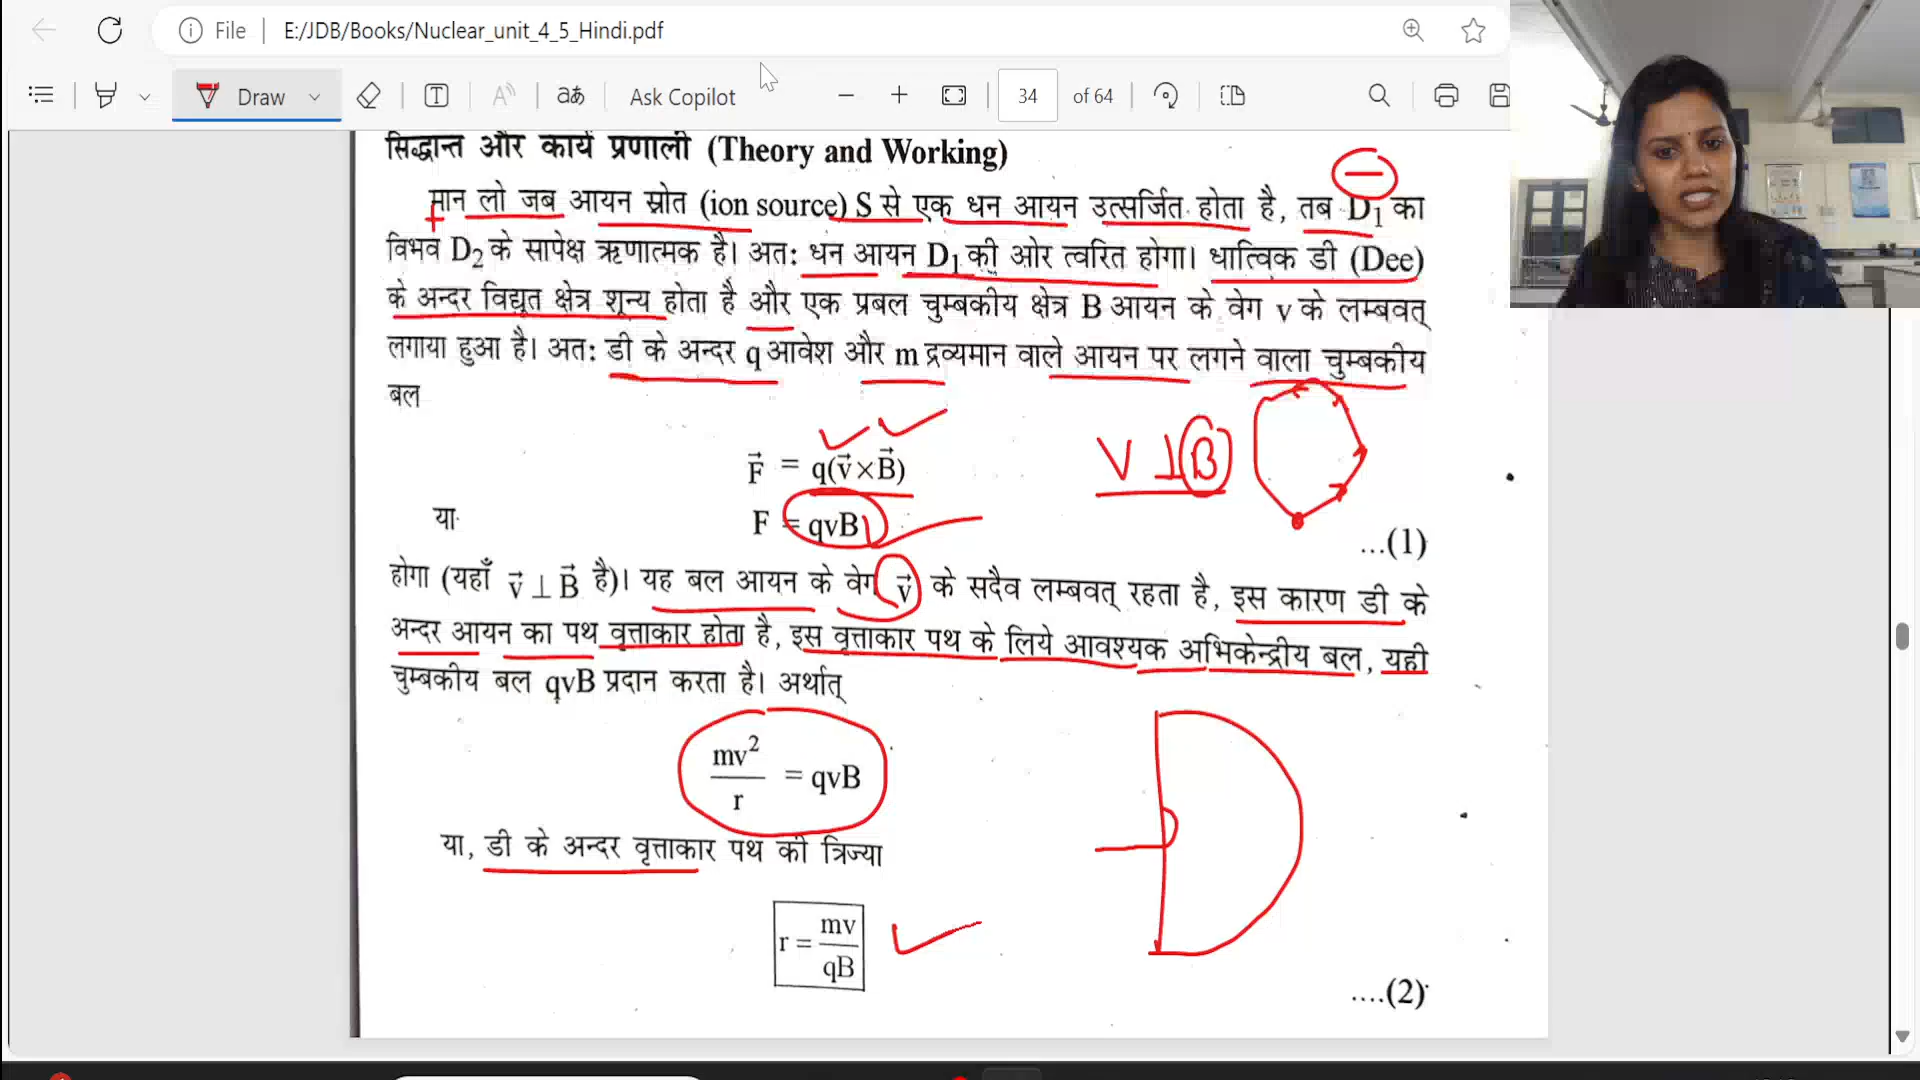 File | E:/JDB/Books/Nuclear_unit_4_5_Hindi.pdf
Draw T A aあ Ask Copilot − + 34 of 64
सिद्धान्त और कार्य प्रणाली (Theory and Working)
मान लो जब आयन स्रोत (ion source) S से एक धन आयन उत्सर्जित होता है, तब D₁ का
विभव D₂ के सापेक्ष ऋणात्मक है। अतः धन आयन D₁ की ओर त्वरित होगा। धात्विक डी (Dee)
के अन्दर विद्युत क्षेत्र शून्य होता है और एक प्रबल चुम्बकीय क्षेत्र B आयन के वेग v के लम्बवत्
लगाया हुआ है। अतः डी के अन्दर q आवेश और m द्रव्यमान वाले आयन पर लगने वाला चुम्बकीय
बल
F⃗ = q(v⃗×B⃗)
V ⊥ B
या F = qvB ...(1)
होगा (यहाँ v⃗ ⊥ B⃗ है)। यह बल आयन के वेग v⃗ के सदैव लम्बवत् रहता है, इस कारण डी के
अन्दर आयन का पथ वृत्ताकार होता है, इस वृत्ताकार पथ के लिये आवश्यक अभिकेन्द्रीय बल, यही
चुम्बकीय बल qvB प्रदान करता है। अर्थात्
mv²/r = qvB
या, डी के अन्दर वृत्ताकार पथ की त्रिज्या
r = mv/qB
....(2)